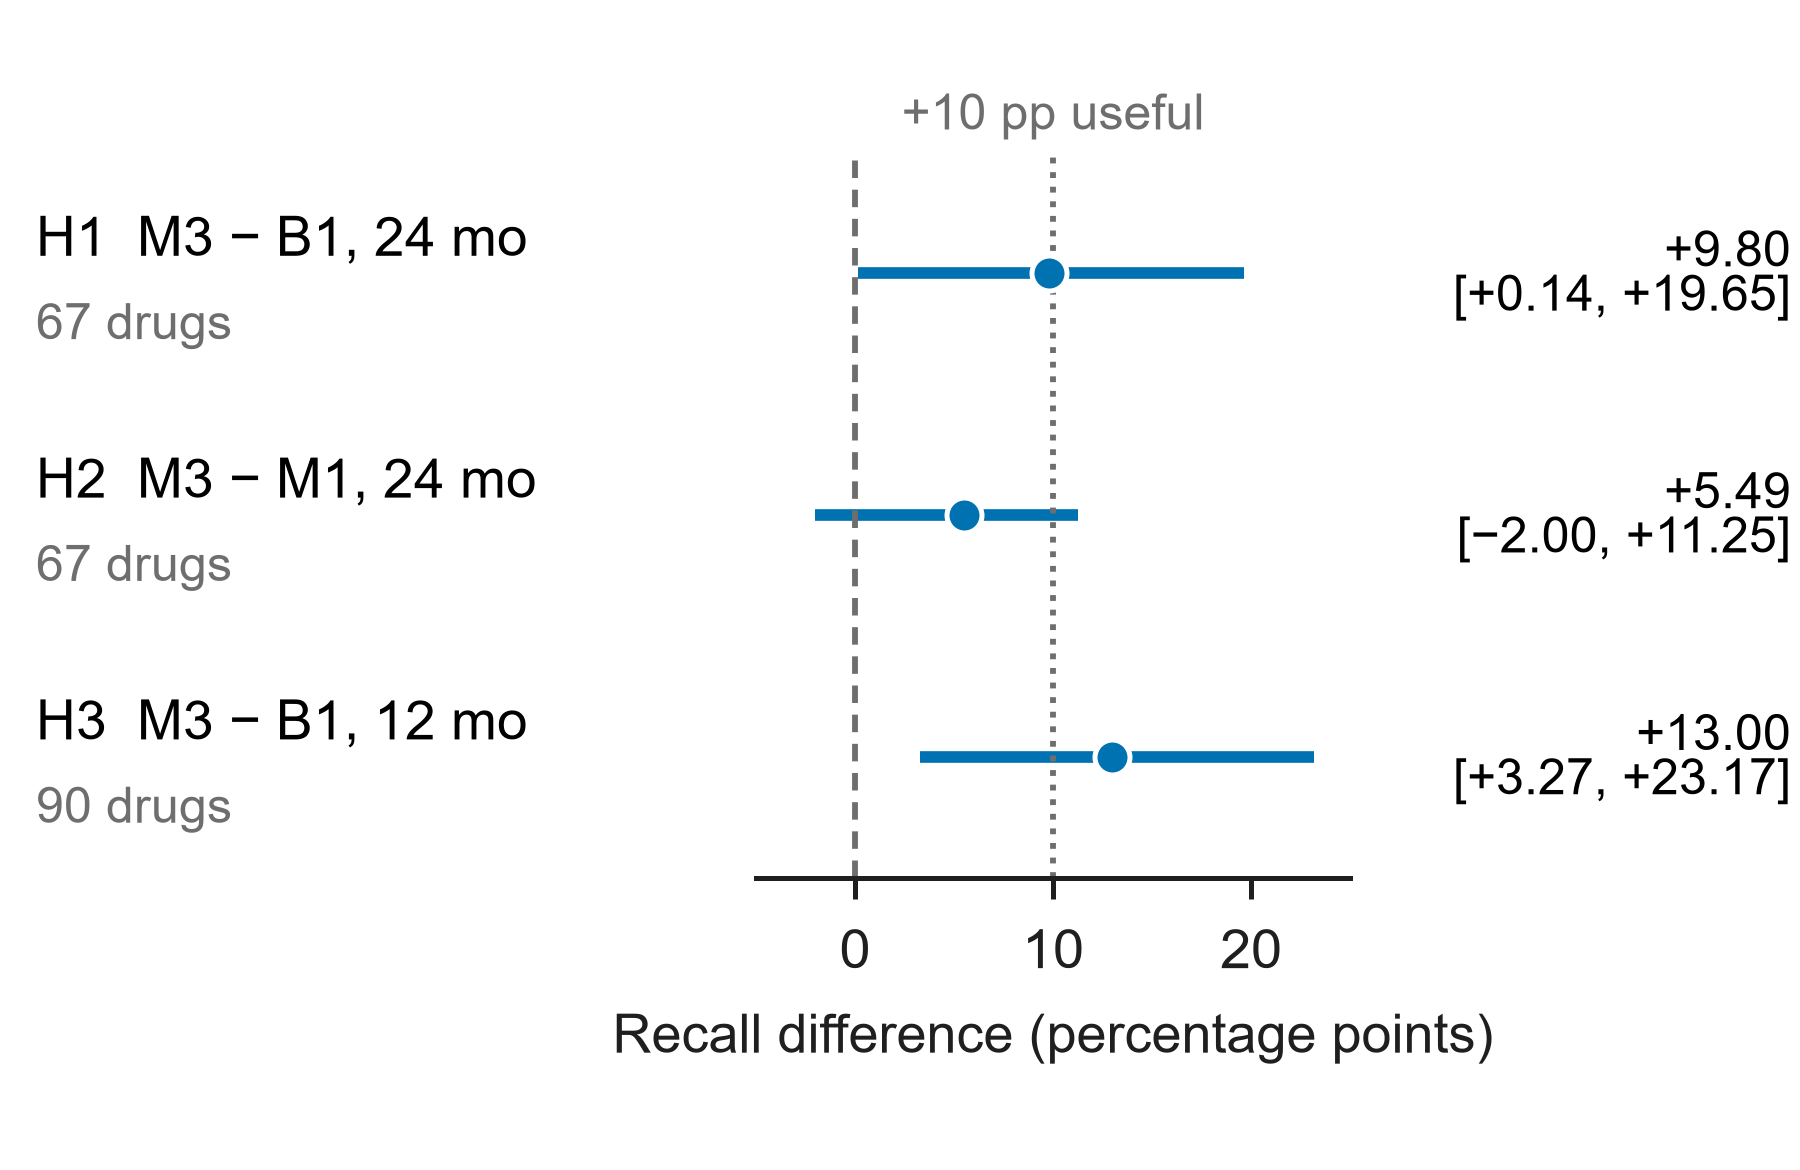 +10 pp useful
H1 M3 − B1, 24 mo
67 drugs
+9.80
[+0.14, +19.65]
H2 M3 − M1, 24 mo
67 drugs
+5.49
[−2.00, +11.25]
H3 M3 − B1, 12 mo
90 drugs
+13.00
[+3.27, +23.17]
0 10 20
Recall difference (percentage points)